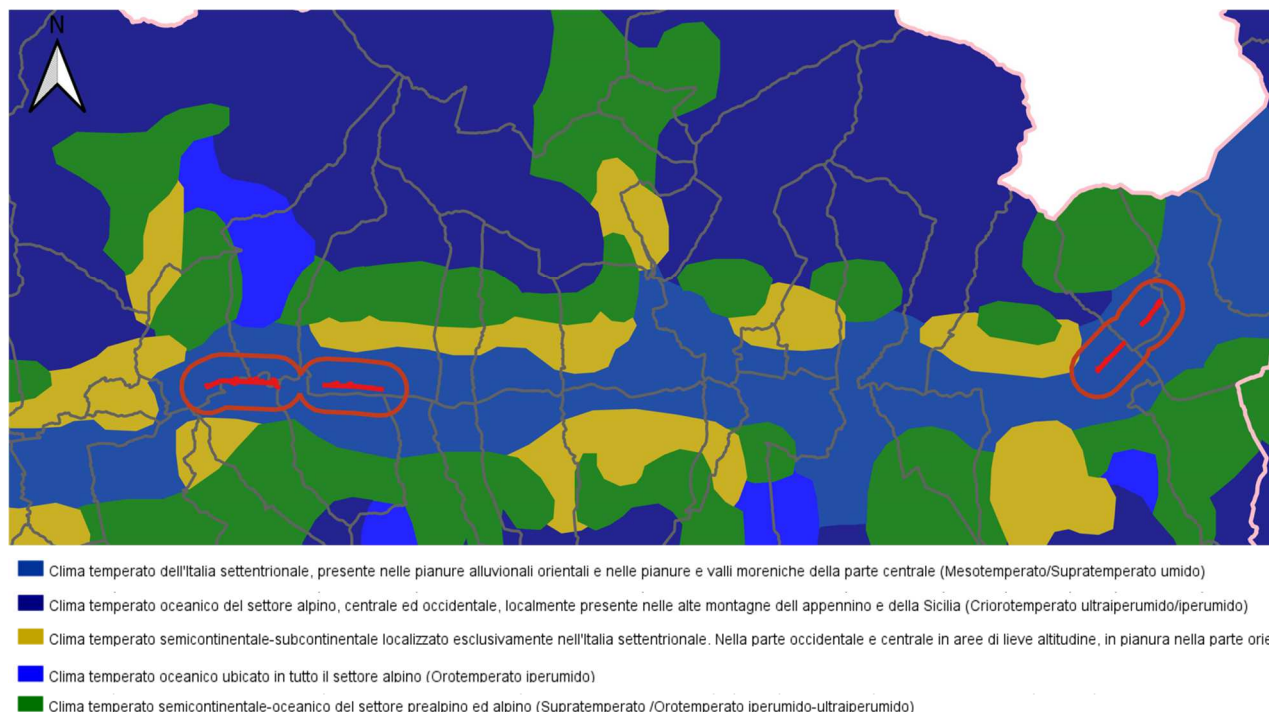 N
Clima temperato dell'Italia settentrionale, presente nelle pianure alluvionali orientali e nelle pianure e valli moreniche della parte centrale (Mesotemperato/Supratemperato umido)
Clima temperato oceanico del settore alpino, centrale ed occidentale, localmente presente nelle alte montagne dell appennino e della Sicilia (Criorotemperato ultraiperumido/iperumido)
Clima temperato semicontinentale-subcontinentale localizzato esclusivamente nell'Italia settentrionale. Nella parte occidentale e centrale in aree di lieve altitudine, in pianura nella parte orie
Clima temperato oceanico ubicato in tutto il settore alpino (Orotemperato iperumido)
Clima temperato semicontinentale-oceanico del settore prealpino ed alpino (Supratemperato /Orotemperato iperumido-ultraiperumido)